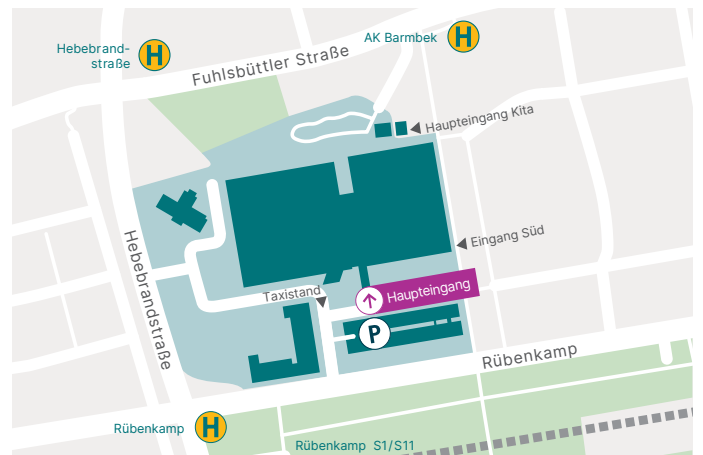 Hebebrand-
straße
H
AK Barmbek
H
Fuhlsbüttler Straße
Haupteingang Kita
Eingang Süd
Hebebrandstraße
Taxistand
Haupteingang
P
Rübenkamp
Rübenkamp
H
Rübenkamp S1/S11